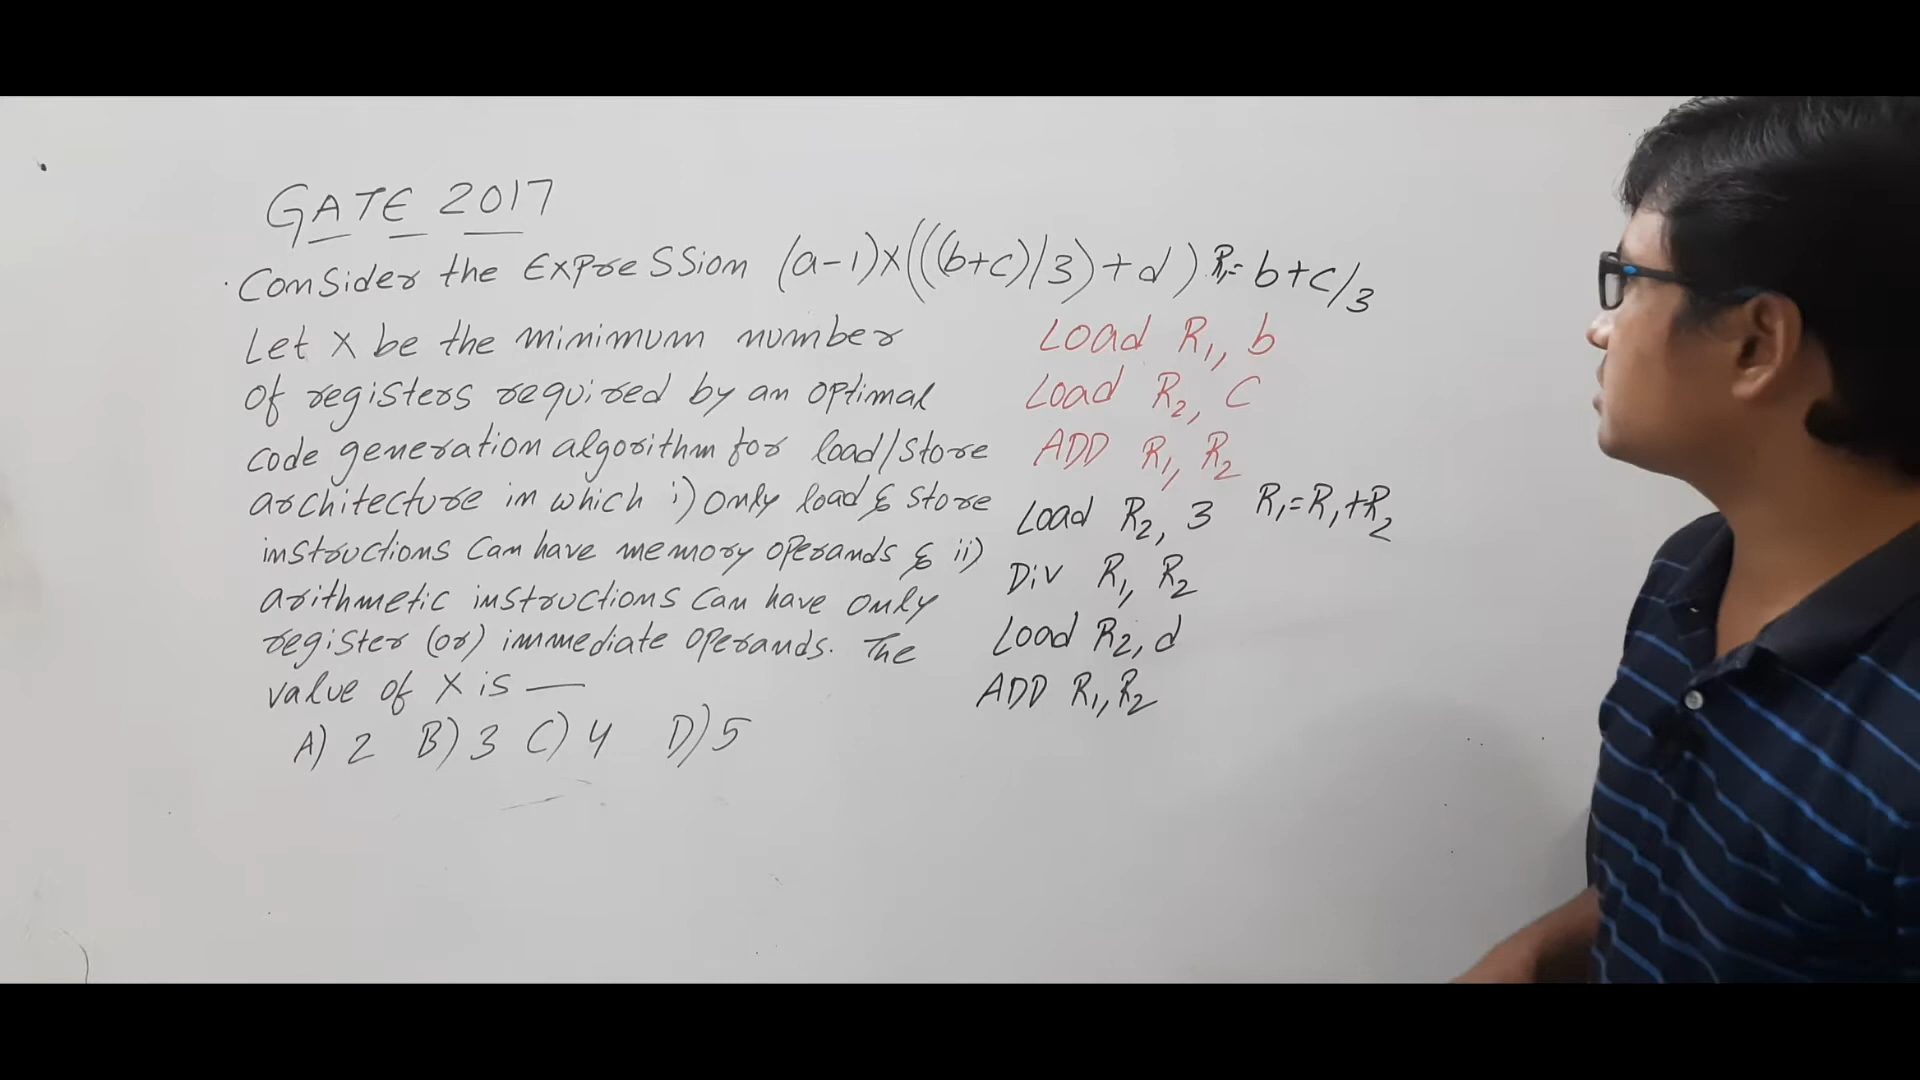 GATE 2017
Consider the Expression (a-1)X(((b+c)/3)+d) R₁= b+c/3
Let X be the minimum number
of registers required by an optimal
code generation algorithm for load/store
architecture in which i) only load & store
instructions can have memory operands & ii)
arithmetic instructions can have only
register (or) immediate operands. The
value of X is —
A) 2 B) 3 C) 4 D) 5
Load R₁, b
Load R₂, C
ADD R₁, R₂
Load R₂, 3 R₁=R₁+R₂
Div R₁, R₂
Load R₂, d
ADD R₁, R₂